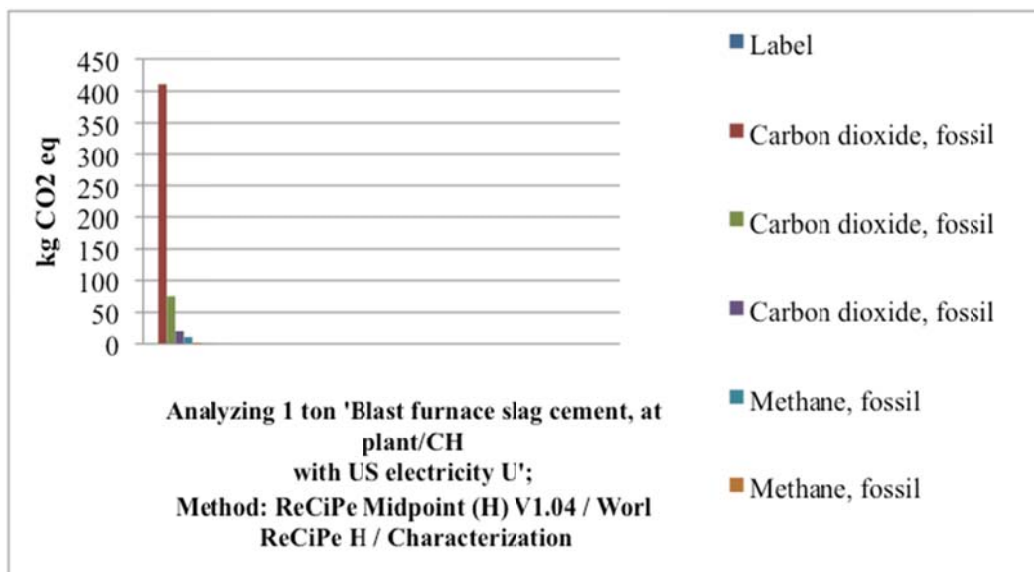 kg CO2 eq
450
400
350
300
250
200
150
100
50
0
Analyzing 1 ton 'Blast furnace slag cement, at
plant/CH
with US electricity U';
Method: ReCiPe Midpoint (H) V1.04 / Worl
ReCiPe H / Characterization
Label
Carbon dioxide, fossil
Carbon dioxide, fossil
Carbon dioxide, fossil
Methane, fossil
Methane, fossil